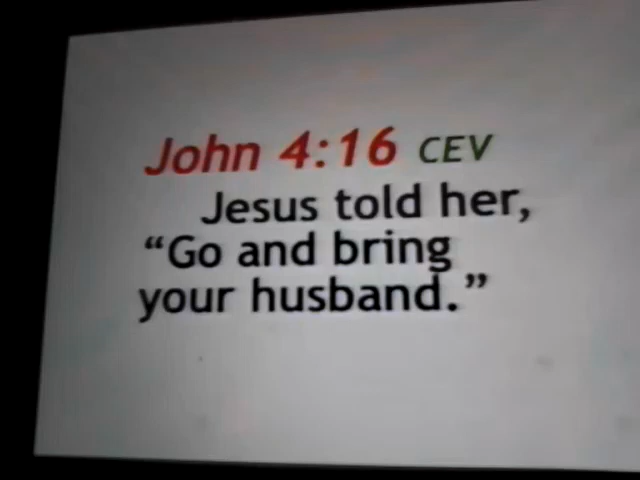 John 4:16 CEV
Jesus told her,
“Go and bring
your husband.”